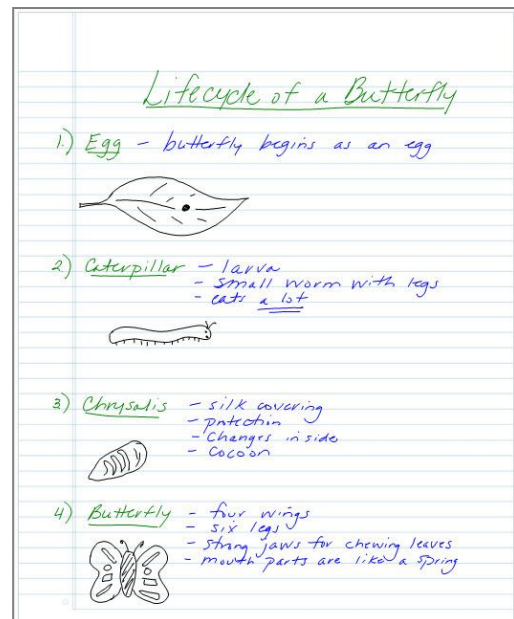 Lifecycle of a Butterfly
1.) Egg - butterfly begins as an egg
2) Caterpillar - larva
- small worm with legs
- eats a lot
3) Chrysalis - silk covering
- protection
- changes inside
- cocoon
4) Butterfly - four wings
- six legs
- strong jaws for chewing leaves
- mouth parts are like a spring